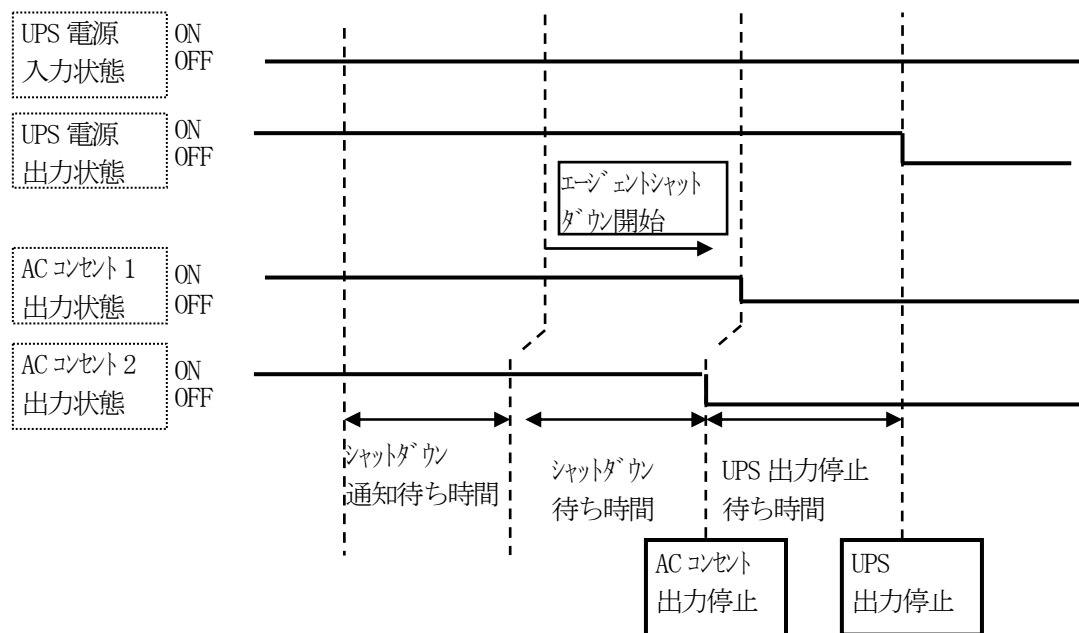 UPS 電源
入力状態
ON
OFF
UPS 電源
出力状態
ON
OFF
エージェントシャット
ダウン開始
AC コンセント 1
出力状態
ON
OFF
AC コンセント 2
出力状態
ON
OFF
シャットダウン
通知待ち時間
シャットダウン
待ち時間
UPS 出力停止
待ち時間
AC コンセント
出力停止
UPS
出力停止